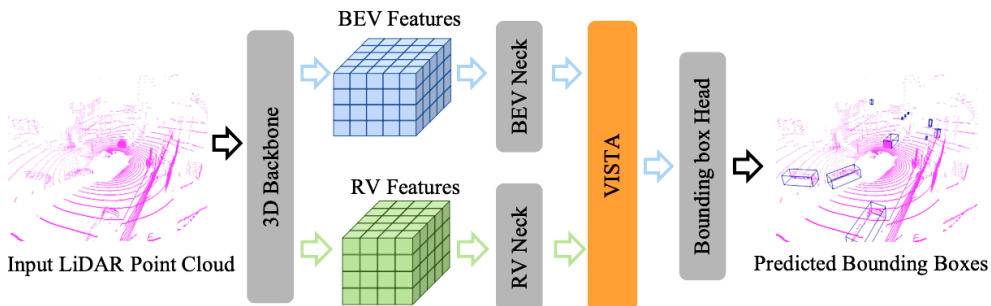 BEV Features
3D Backbone
BEV Neck
VISTA
Bounding box Head
RV Features
RV Neck
Input LiDAR Point Cloud
Predicted Bounding Boxes